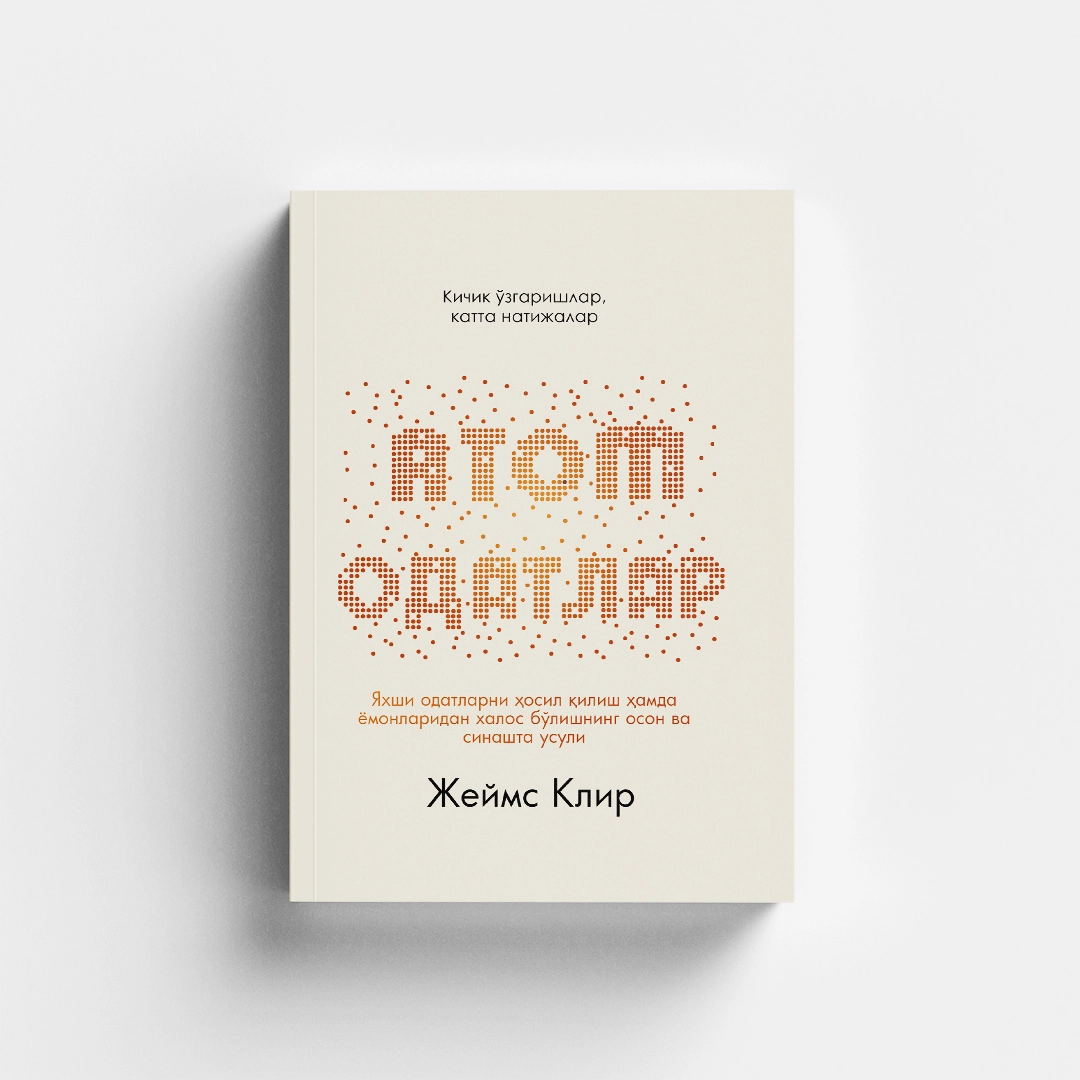 Кичик ўзгаришлар,
катта натижалар
АТОМ
ОДАТЛАР
Яхши одатларни ҳосил қилиш ҳамда
ёмонларидан халос бўлишнинг осон ва
синашта усули
Жеймс Клир